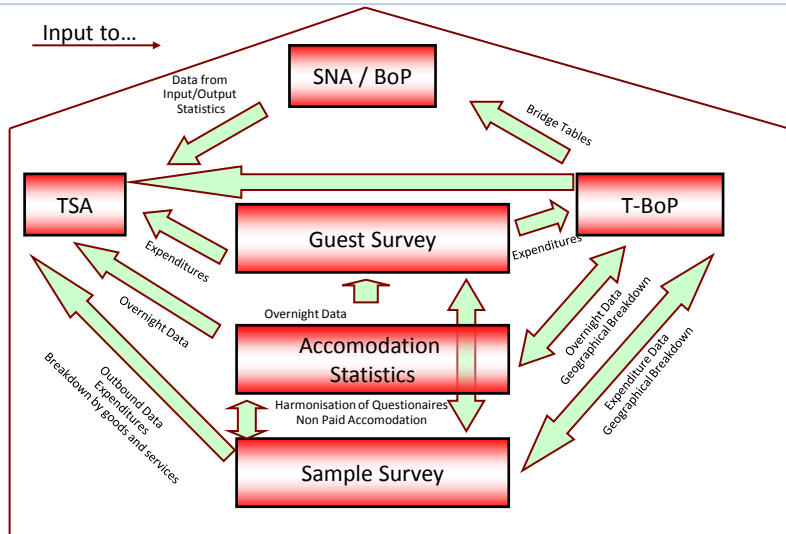 Input to...
SNA / BoP
Data from
Input/Output
Statistics
Bridge Tables
TSA
T-BoP
Guest Survey
Expenditures
Expenditures
Overnight Data
Overnight Data
Accomodation
Statistics
Overnight Data
Geographical Breakdown
Expenditure Data
Geographical Breakdown
Outbound Data
Expenditures
Breakdown by goods and services
Harmonisation of Questionaires
Non Paid Accomodation
Sample Survey